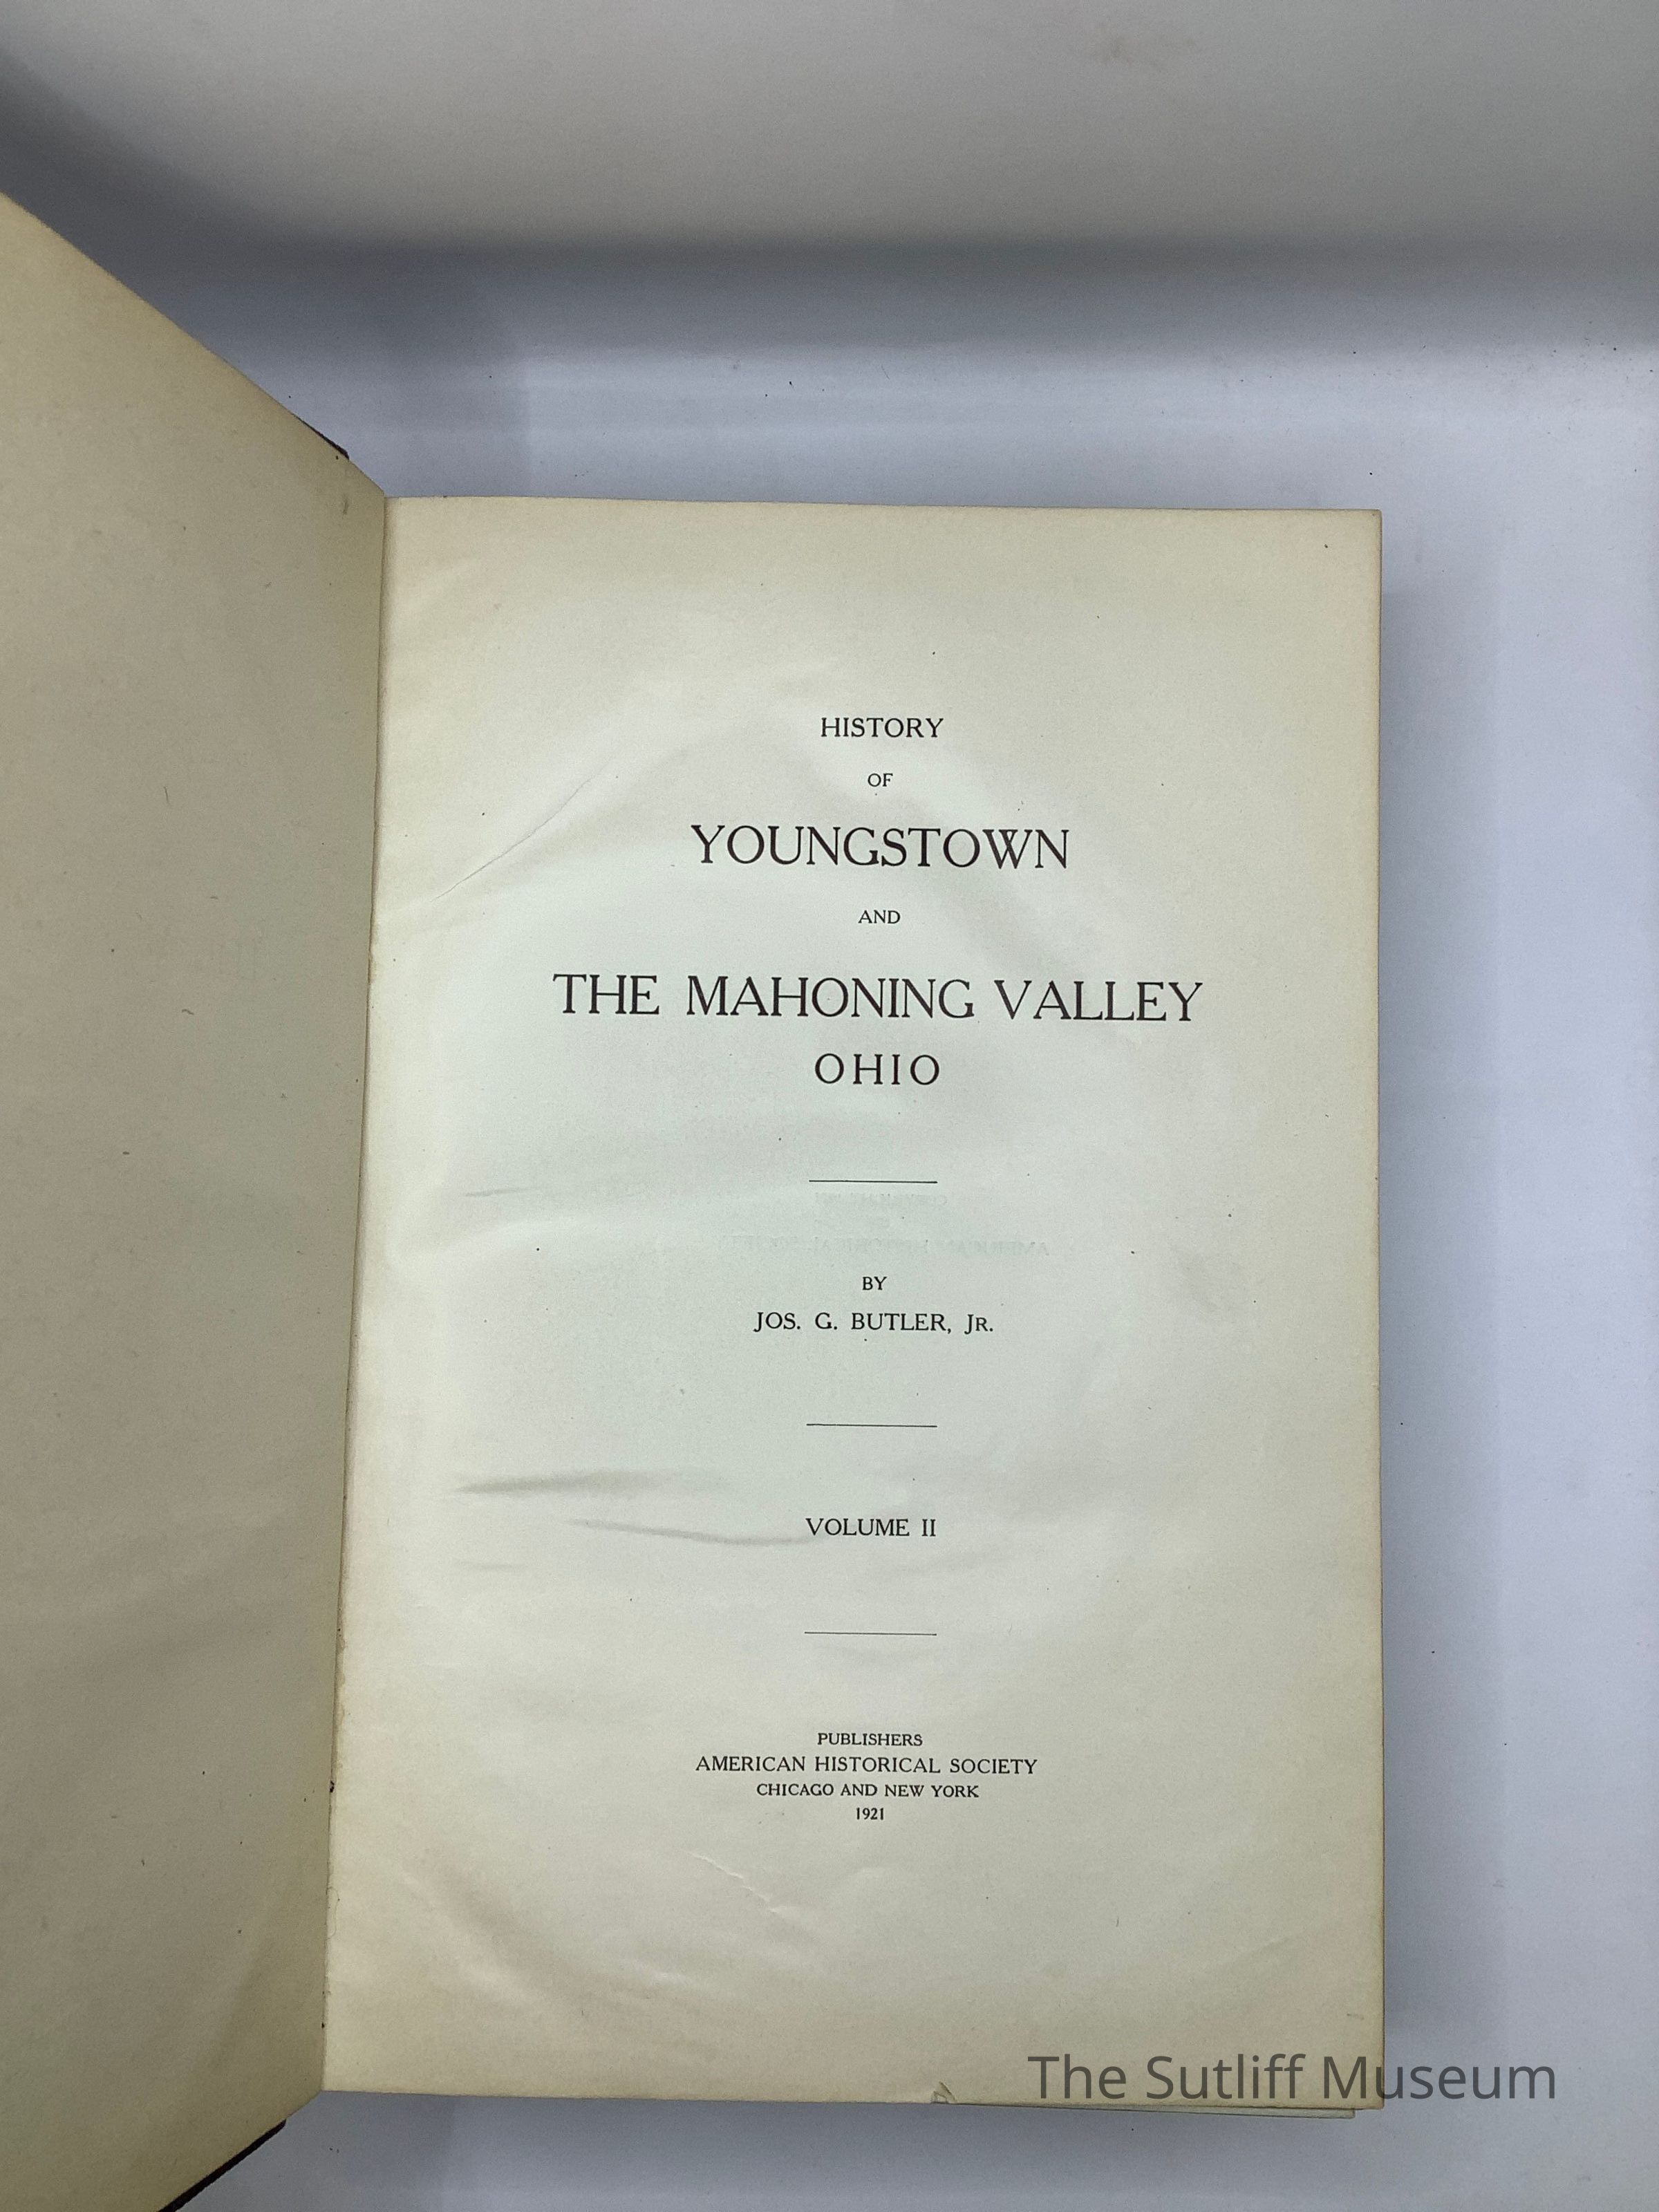 HISTORY
OF
YOUNGSTOWN
AND
THE MAHONING VALLEY
OHIO
BY
JOS. G. BUTLER, JR.
VOLUME II
PUBLISHERS
AMERICAN HISTORICAL SOCIETY
CHICAGO AND NEW YORK
1921
The Sutliff Museum